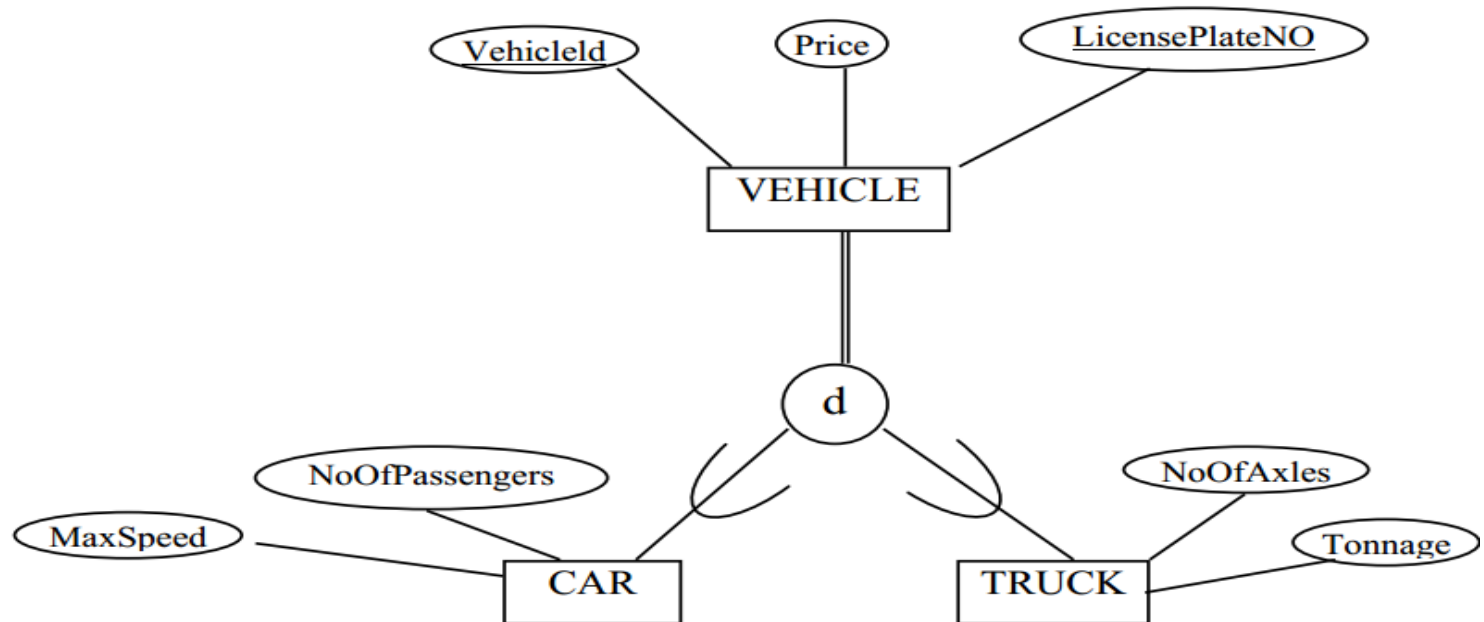 VehicleId
Price
LicensePlateNO
VEHICLE
d
NoOfPassengers
NoOfAxles
MaxSpeed
Tonnage
CAR
TRUCK